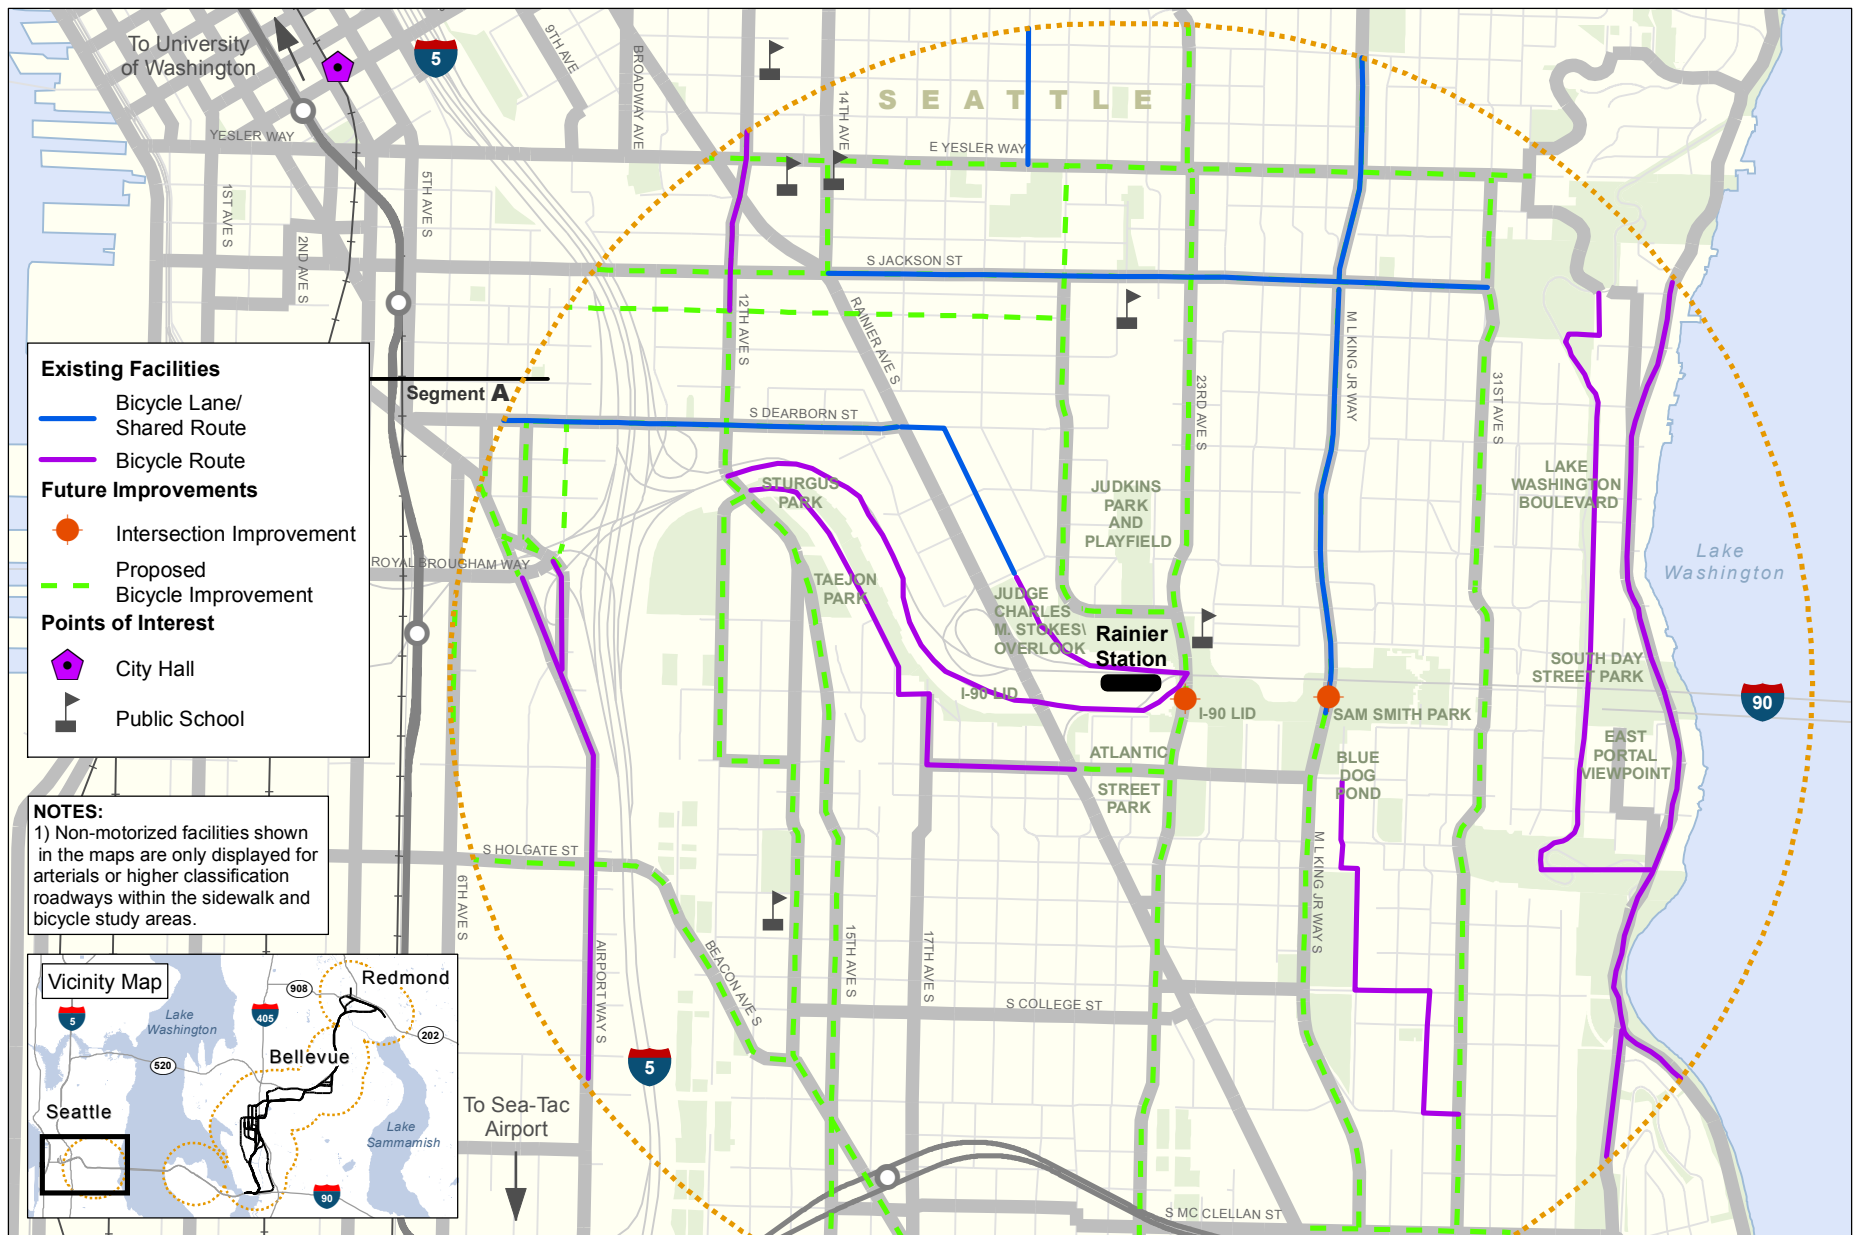 To University
of Washington
5
9TH AVE
BROADWAY AVE
14TH AVE
SEATTLE
YESLER WAY
E YESLER WAY
1ST AVE S
2ND AVE S
5TH AVE S
S JACKSON ST
12TH AVE S
RAINIER AVE S
M L KING JR WAY
23RD AVE S
31ST AVE S
Segment A
S DEARBORN ST
STURGUS
PARK
JUDKINS
PARK
AND
PLAYFIELD
LAKE
WASHINGTON
BOULEVARD
Lake
Washington
ROYAL BROUGHAM WAY
TAEJON
PARK
JUDGE
CHARLES
M. STOKES\
OVERLOOK
Rainier
Station
I-90 LID
I-90 LID
SAM SMITH PARK
SOUTH DAY
STREET PARK
90
EAST
PORTAL
VIEWPOINT
ATLANTIC
STREET
PARK
BLUE
DOG
POND
S HOLGATE ST
6TH AVE S
AIRPORT WAY S
BEACON AVE S
15TH AVE S
17TH AVE S
M L KING JR WAY S
S COLLEGE ST
5
To Sea-Tac
Airport
S MC CLELLAN ST
Existing Facilities
Bicycle Lane/
Shared Route
Bicycle Route
Future Improvements
Intersection Improvement
Proposed
Bicycle Improvement
Points of Interest
City Hall
Public School
NOTES:
1) Non-motorized facilities shown
in the maps are only displayed for
arterials or higher classification
roadways within the sidewalk and
bicycle study areas.
Vicinity Map
Redmond
908
5
Lake
Washington
405
202
520
Bellevue
Seattle
Lake
Sammamish
90